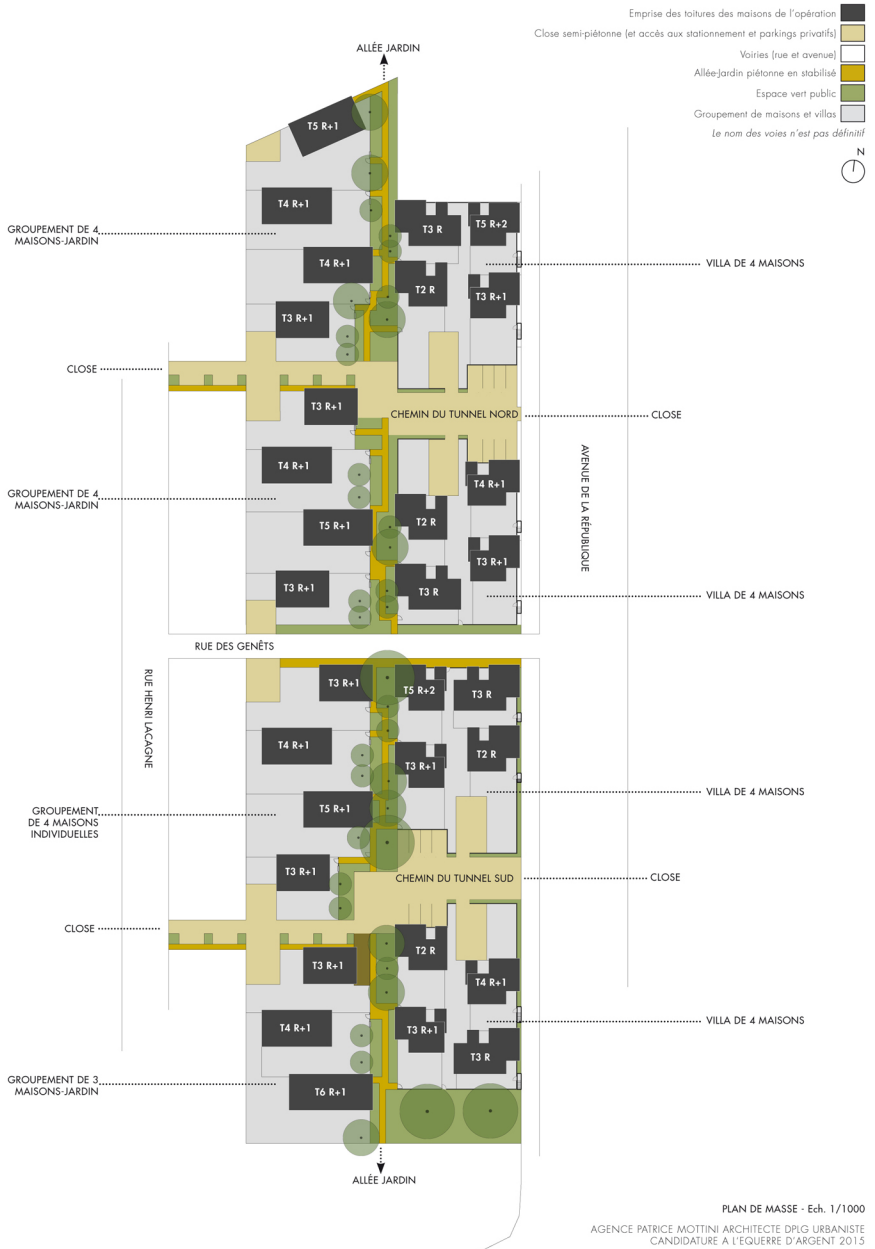 Emprise des toitures des maisons de l'opération
Close semi-piétonne (et accés aux stationnement et parkings privatifs)
Voiries (rue et avenue)
Allée-Jardin piétonne en stabilisé
Espace vert public
Groupement de maisons et villas
Le nom des voies n'est pas définitif
N
ALLÉE JARDIN
T5 R+1
T4 R+1
T3 R
T5 R+2
GROUPEMENT DE 4
MAISONS-JARDIN
VILLA DE 4 MAISONS
T4 R+1
T2 R
T3 R+1
T3 R+1
CLOSE
T3 R+1
CHEMIN DU TUNNEL NORD
CLOSE
T4 R+1
T4 R+1
GROUPEMENT DE 4
MAISONS-JARDIN
AVENUE DE LA RÉPUBLIQUE
T5 R+1
T2 R
T3 R+1
T3 R+1
T3 R
VILLA DE 4 MAISONS
RUE DES GENÊTS
RUE HENRI LACAGNE
T3 R+1
T5 R+2
T3 R
T4 R+1
T3 R+1
T2 R
VILLA DE 4 MAISONS
GROUPEMENT
DE 4 MAISONS
INDIVIDUELLES
T5 R+1
T3 R+1
CHEMIN DU TUNNEL SUD
CLOSE
CLOSE
T2 R
T3 R+1
T4 R+1
T4 R+1
T3 R+1
VILLA DE 4 MAISONS
T3 R
GROUPEMENT DE 3
MAISONS-JARDIN
T6 R+1
ALLÉE JARDIN
PLAN DE MASSE - Ech. 1/1000
AGENCE PATRICE MOTTINI ARCHITECTE DPLG URBANISTE
CANDIDATURE A L'EQUERRE D'ARGENT 2015